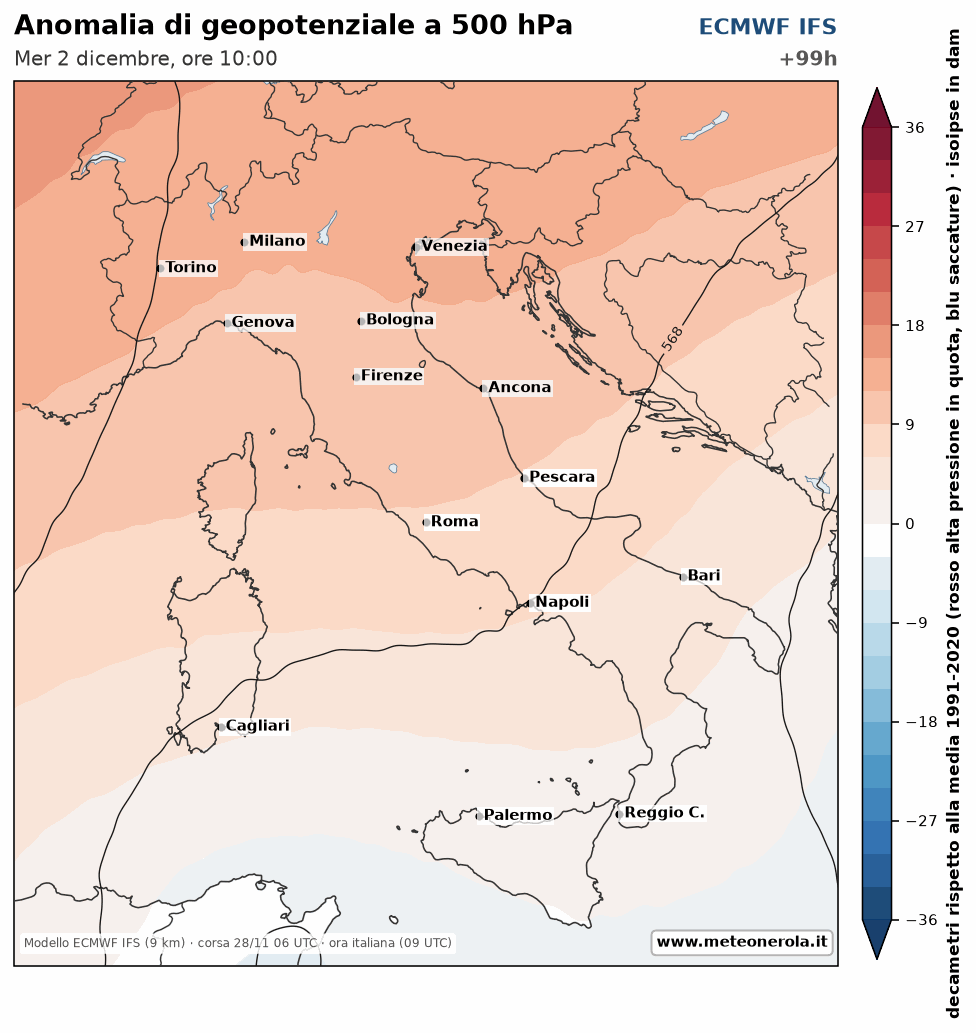 Anomalia di geopotenziale a 500 hPa
ECMWF IFS
Mer 2 dicembre, ore 10:00
+99h
Milano
Venezia
Torino
Genova
Bologna
568
Firenze
Ancona
Pescara
Roma
Bari
Napoli
Cagliari
Palermo
Reggio C.
Modello ECMWF IFS (9 km) · corsa 28/11 06 UTC · ora italiana (09 UTC)
www.meteonerola.it
36
27
18
9
0
−9
−18
−27
−36
decametri rispetto alla media 1991-2020 (rosso alta pressione in quota, blu saccature) · isoipse in dam